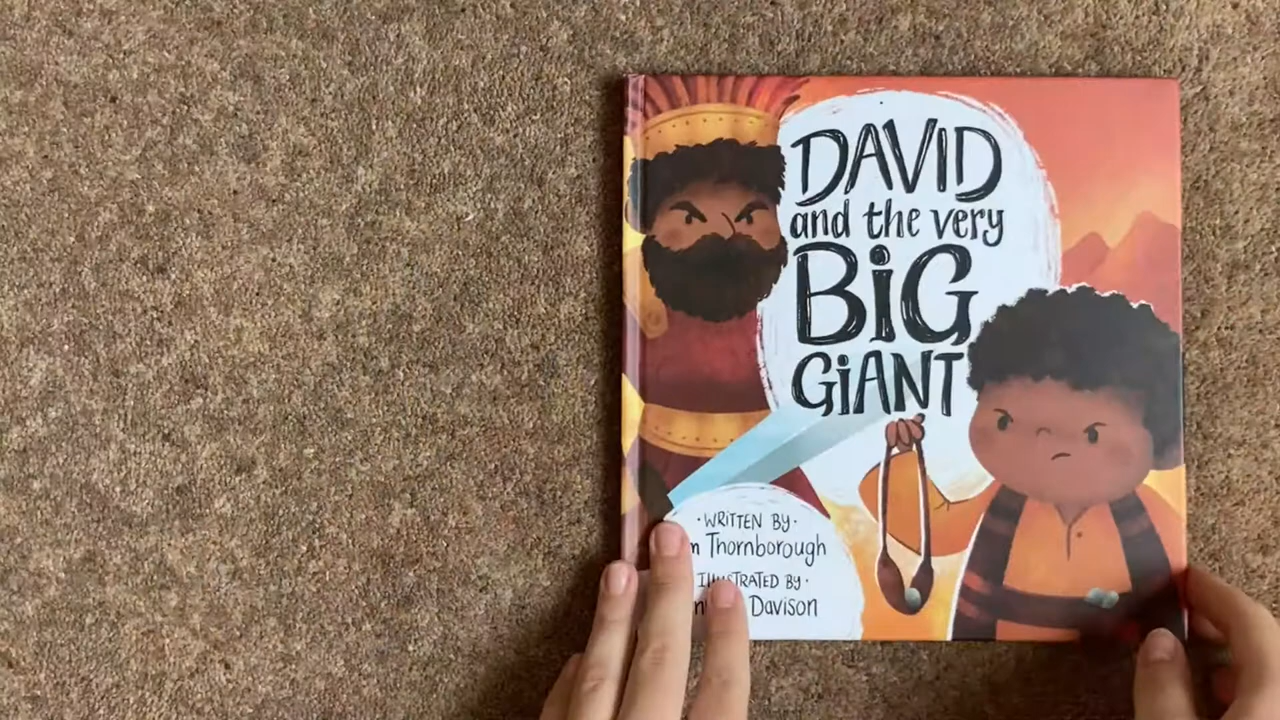 DAVID
and the very
BiG
GiANT
· WRITTEN BY ·
Thornborough
ILLUSTRATED BY ·
Davison